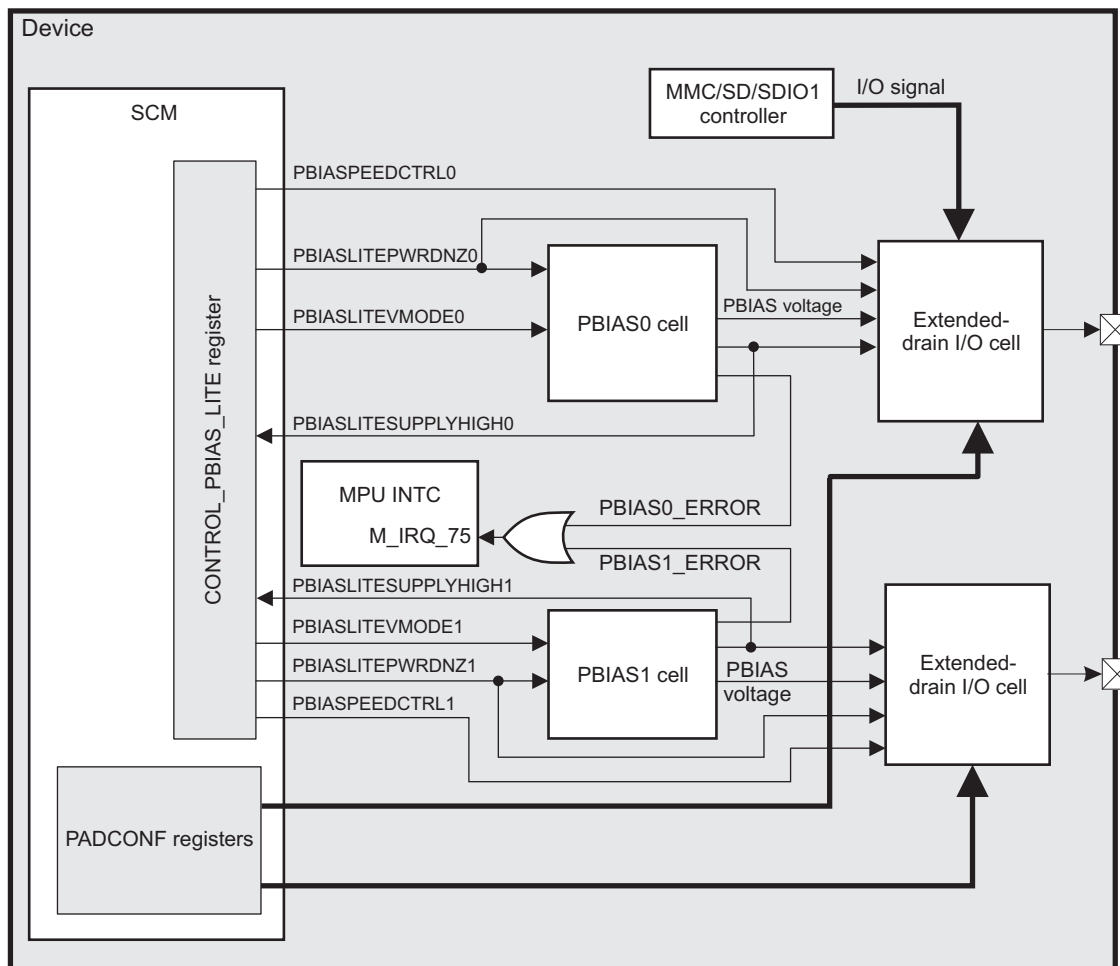 Device
SCM
MMC/SD/SDIO1
controller
I/O signal
PBIASPEEDCTRL0
PBIASLITEPWRDNZ0
PBIASLITEVMODE0
PBIAS0 cell
PBIAS voltage
Extended-
drain I/O cell
CONTROL_PBIAS_LITE register
PBIASLITESUPPLYHIGH0
MPU INTC
M_IRQ_75
PBIAS0_ERROR
PBIAS1_ERROR
PBIASLITESUPPLYHIGH1
PBIASLITEVMODE1
PBIASLITEPWRDNZ1
PBIASPEEDCTRL1
PBIAS1 cell
PBIAS
voltage
Extended-
drain I/O cell
PADCONF registers